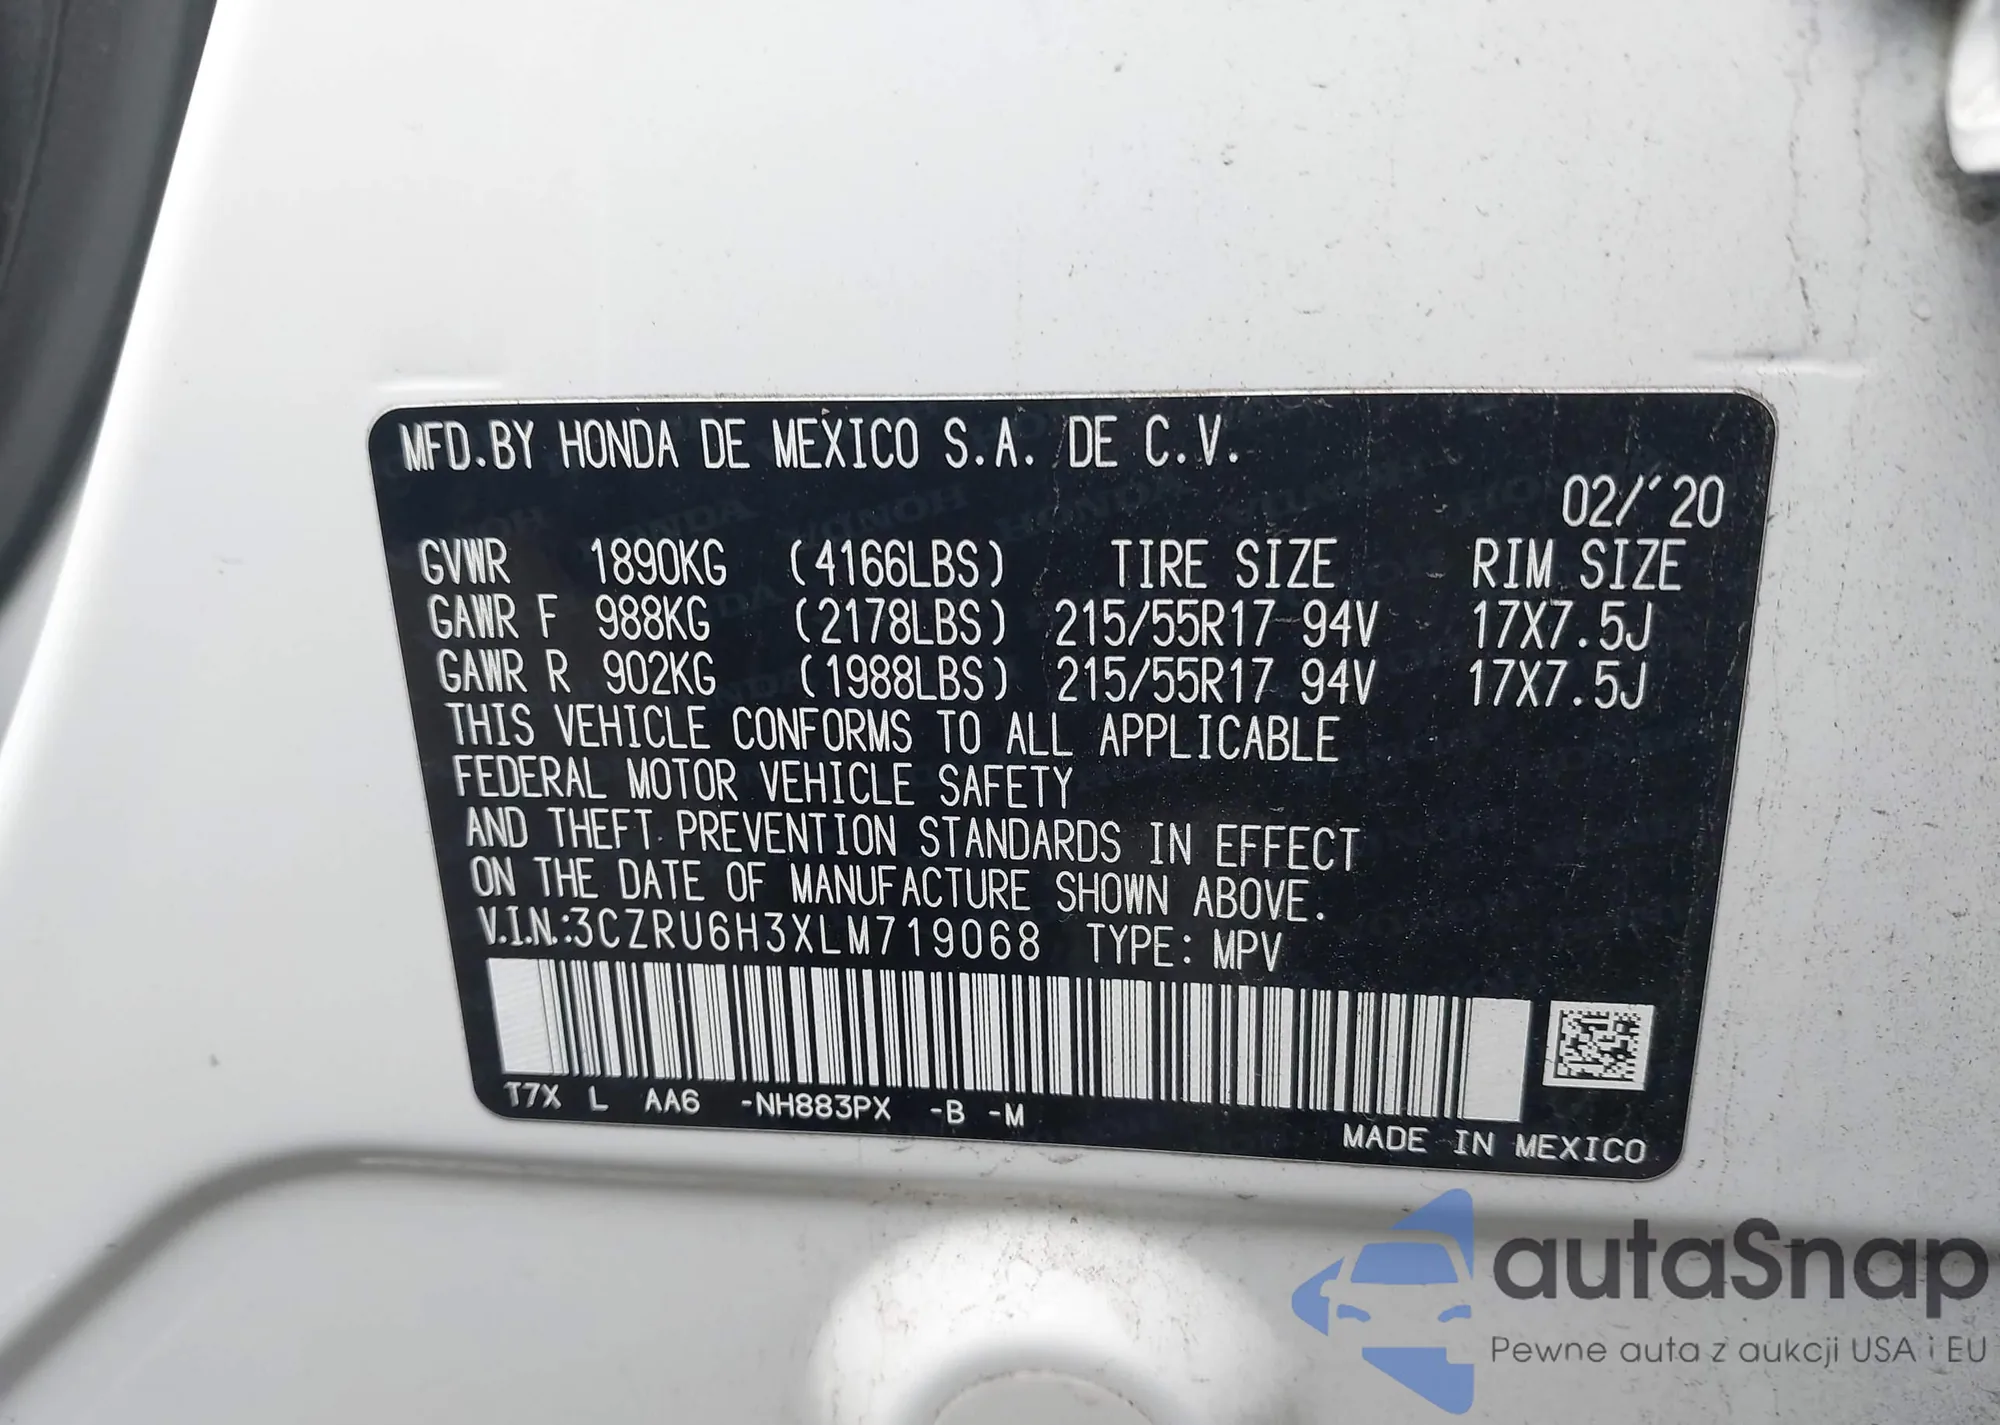 MFD.BY HONDA DE MEXICO S.A. DE C.V.
02/'20
GVWR 1890KG (4166LBS) TIRE SIZE RIM SIZE
GAWR F 988KG (2178LBS) 215/55R17 94V 17X7.5J
GAWR R 902KG (1988LBS) 215/55R17 94V 17X7.5J
THIS VEHICLE CONFORMS TO ALL APPLICABLE
FEDERAL MOTOR VEHICLE SAFETY
AND THEFT PREVENTION STANDARDS IN EFFECT
ON THE DATE OF MANUFACTURE SHOWN ABOVE.
V.I.N.:3CZRU6H3XLM719068 TYPE: MPV
T7X L AA6 -NH883PX -B -M
MADE IN MEXICO
autaSnap
Pewne auta z aukcji USA i EU